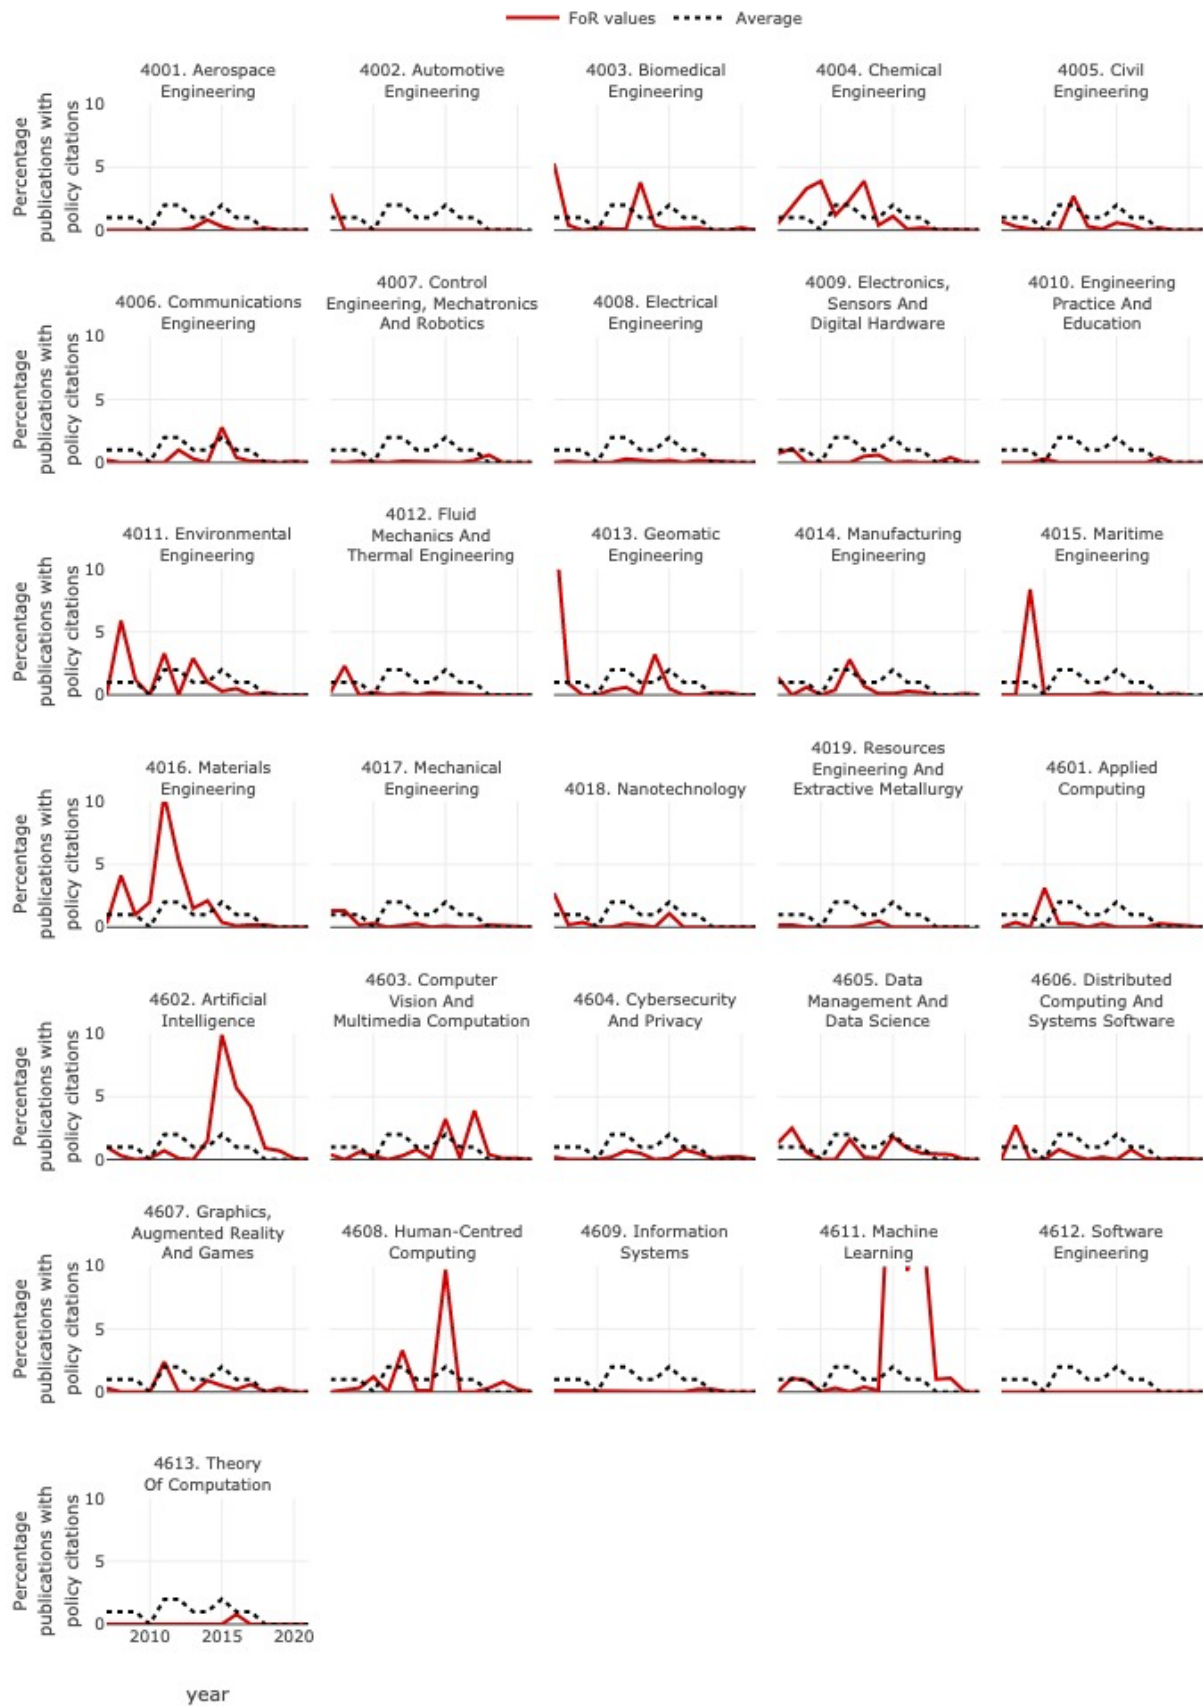 FoR values Average
4001. Aerospace
Engineering
4002. Automotive
Engineering
4003. Biomedical
Engineering
4004. Chemical
Engineering
4005. Civil
Engineering
Percentage
publications with
policy citations
10
5
0
4006. Communications
Engineering
4007. Control
Engineering, Mechatronics
And Robotics
4008. Electrical
Engineering
4009. Electronics,
Sensors And
Digital Hardware
4010. Engineering
Practice And
Education
Percentage
publications with
policy citations
10
5
0
4011. Environmental
Engineering
4012. Fluid
Mechanics And
Thermal Engineering
4013. Geomatic
Engineering
4014. Manufacturing
Engineering
4015. Maritime
Engineering
Percentage
publications with
policy citations
10
5
0
4016. Materials
Engineering
4017. Mechanical
Engineering
4018. Nanotechnology
4019. Resources
Engineering And
Extractive Metallurgy
4601. Applied
Computing
Percentage
publications with
policy citations
10
5
0
4602. Artificial
Intelligence
4603. Computer
Vision And
Multimedia Computation
4604. Cybersecurity
And Privacy
4605. Data
Management And
Data Science
4606. Distributed
Computing And
Systems Software
Percentage
publications with
policy citations
10
5
0
4607. Graphics,
Augmented Reality
And Games
4608. Human-Centred
Computing
4609. Information
Systems
4611. Machine
Learning
4612. Software
Engineering
Percentage
publications with
policy citations
10
5
0
4613. Theory
Of Computation
Percentage
publications with
policy citations
10
5
0
2010 2015 2020
year